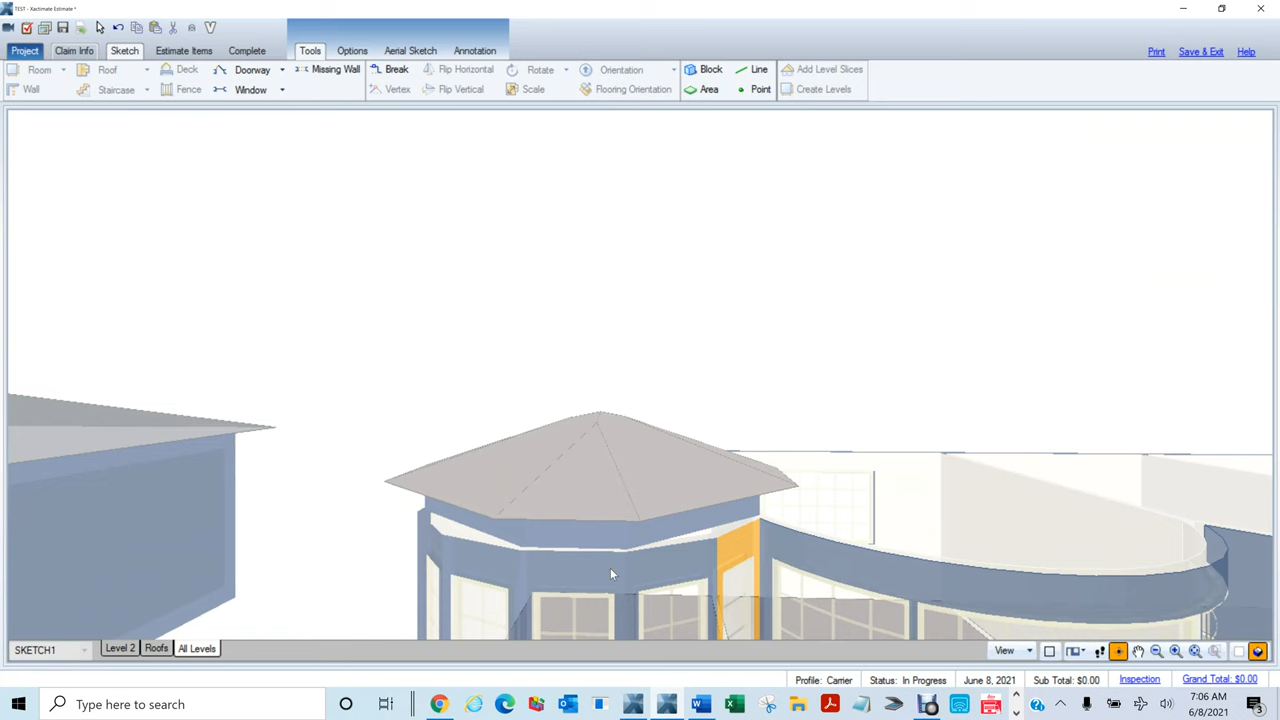 TEST - Xactimate Estimate *
Project Claim Info Sketch Estimate Items Complete Tools Options Aerial Sketch Annotation Print Save & Exit Help
Room Roof Deck Doorway Missing Wall Break Flip Horizontal Rotate Orientation Block Line Add Level Slices
Wall Staircase Fence Window Vertex Flip Vertical Scale Flooring Orientation Area Point Create Levels
SKETCH1 Level 2 Roofs All Levels View
Profile: Carrier Status: In Progress June 8, 2021 Sub Total: $0.00 Inspection Grand Total: $0.00
Type here to search
7:06 AM
6/8/2021
3